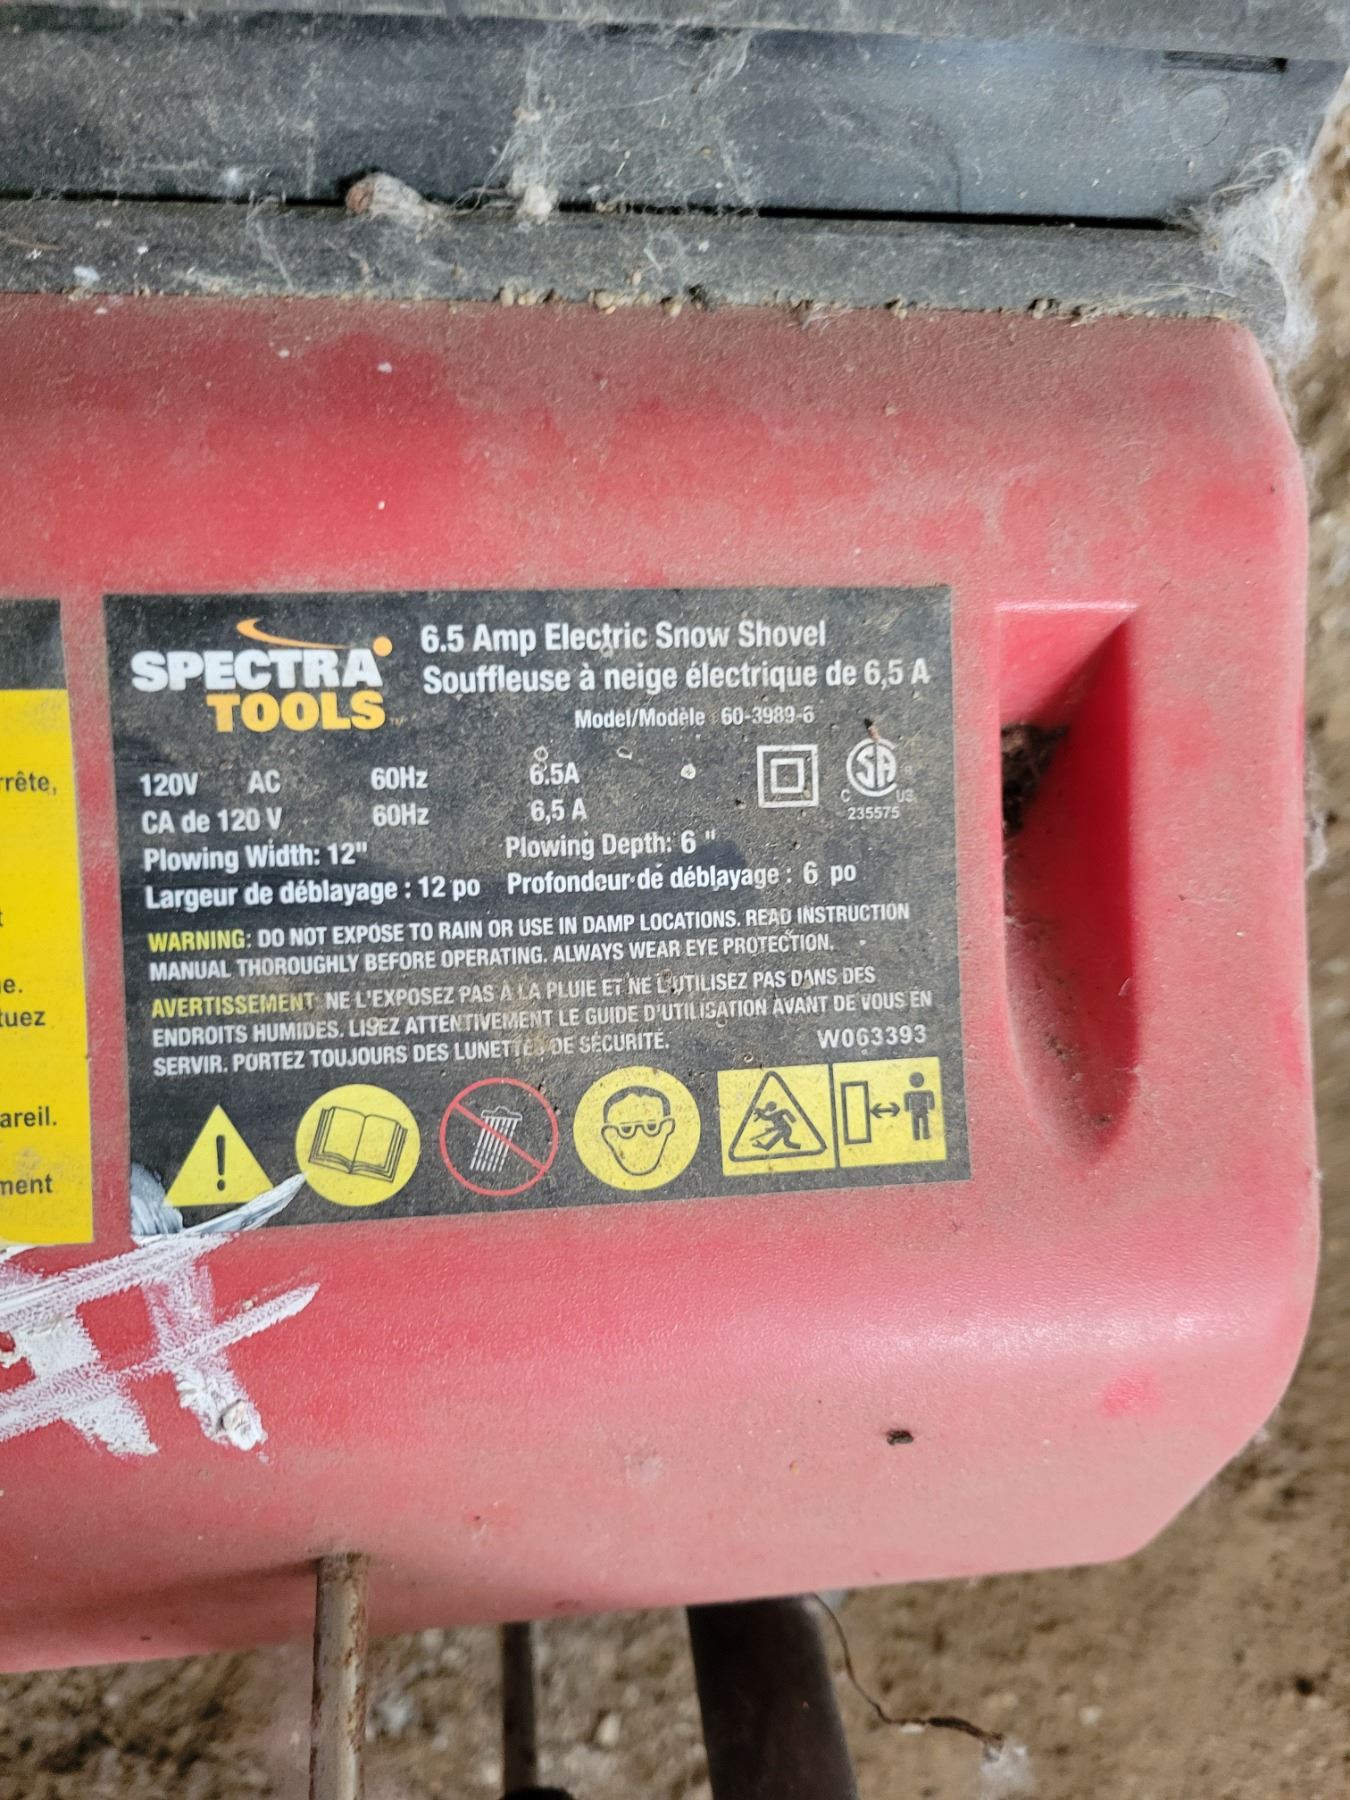 SPECTRA
TOOLS
6.5 Amp Electric Snow Shovel
Souffleuse à neige électrique de 6,5 A
Model/Modèle 60-3989-6
120V AC 60Hz 6.5A
CA de 120 V 60Hz 6,5 A
Plowing Width: 12" Plowing Depth: 6 "
Largeur de déblayage : 12 po Profondeur de déblayage : 6 po
SA
C US
235575
WARNING: DO NOT EXPOSE TO RAIN OR USE IN DAMP LOCATIONS. READ INSTRUCTION
MANUAL THOROUGHLY BEFORE OPERATING. ALWAYS WEAR EYE PROTECTION.
AVERTISSEMENT: NE L'EXPOSEZ PAS À LA PLUIE ET NE L'UTILISEZ PAS DANS DES
ENDROITS HUMIDES. LISEZ ATTENTIVEMENT LE GUIDE D'UTILISATION AVANT DE VOUS EN
SERVIR. PORTEZ TOUJOURS DES LUNETTES DE SÉCURITÉ.
W063393
rrête,
t
e.
tuez
areil.
ment